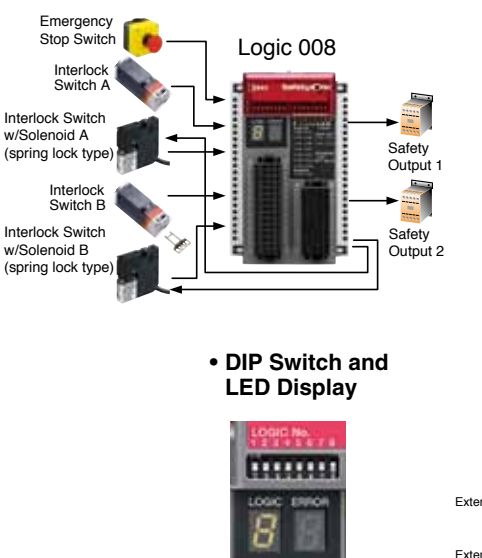 Emergency
Stop Switch
Logic 008
Interlock
Switch A
Interlock Switch
w/Solenoid A
(spring lock type)
Safety
Output 1
Interlock
Switch B
Interlock Switch
w/Solenoid B
(spring lock type)
Safety
Output 2
• DIP Switch and
LED Display
LOGIC No.
1 2 3 4 5 6 7 8
LOGIC ERROR
8
Exter
Exter